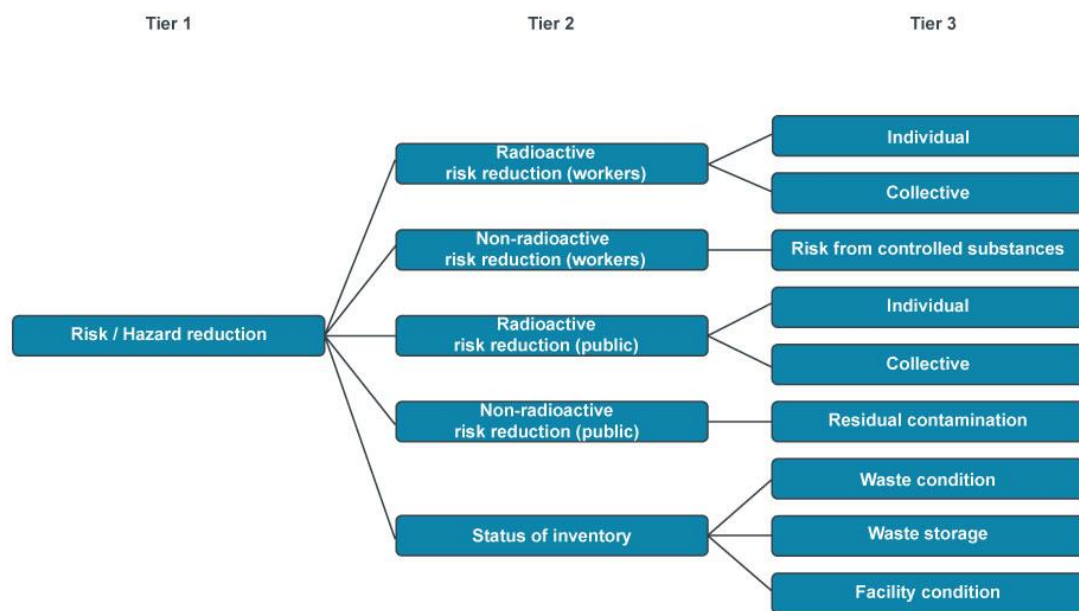 Tier 1
Tier 2
Tier 3
Risk / Hazard reduction
Radioactive
risk reduction (workers)
Non-radioactive
risk reduction (workers)
Radioactive
risk reduction (public)
Non-radioactive
risk reduction (public)
Status of inventory
Individual
Collective
Risk from controlled substances
Individual
Collective
Residual contamination
Waste condition
Waste storage
Facility condition